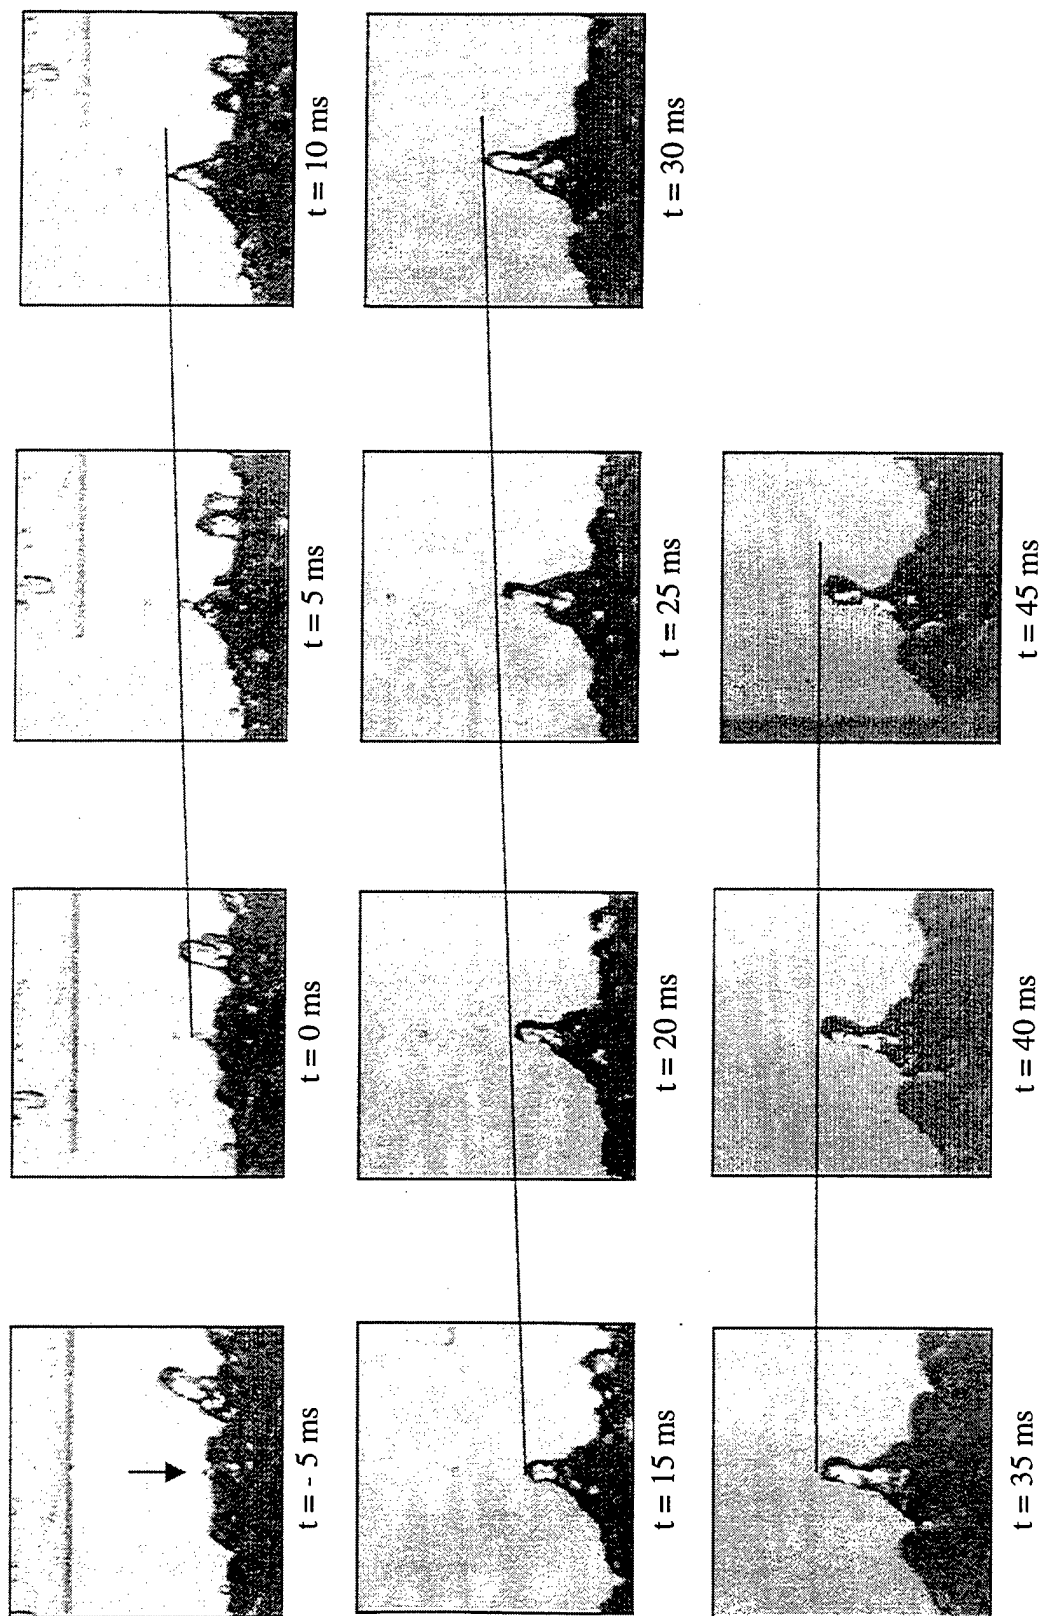 t = - 5 ms
t = 0 ms
t = 5 ms
t = 10 ms
t = 15 ms
t = 20 ms
t = 25 ms
t = 30 ms
t = 35 ms
t = 40 ms
t = 45 ms